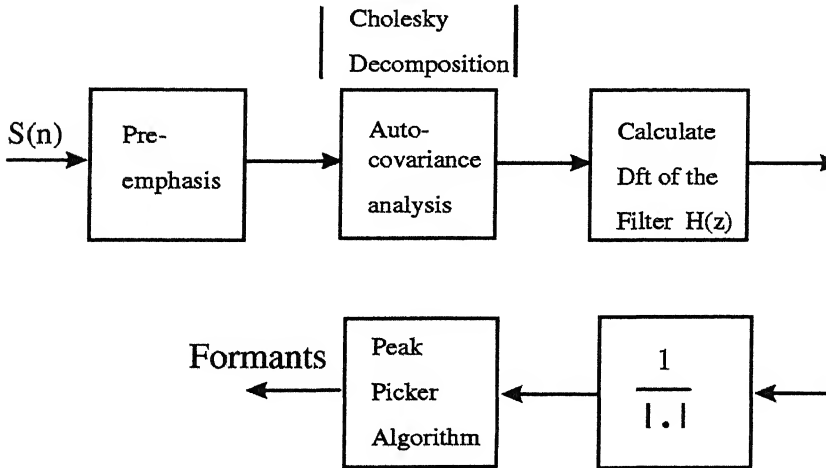 Cholesky
Decomposition
S(n)
Pre-
emphasis
Auto-
covariance
analysis
Calculate
Dft of the
Filter H(z)
Formants
Peak
Picker
Algorithm
1
|.|